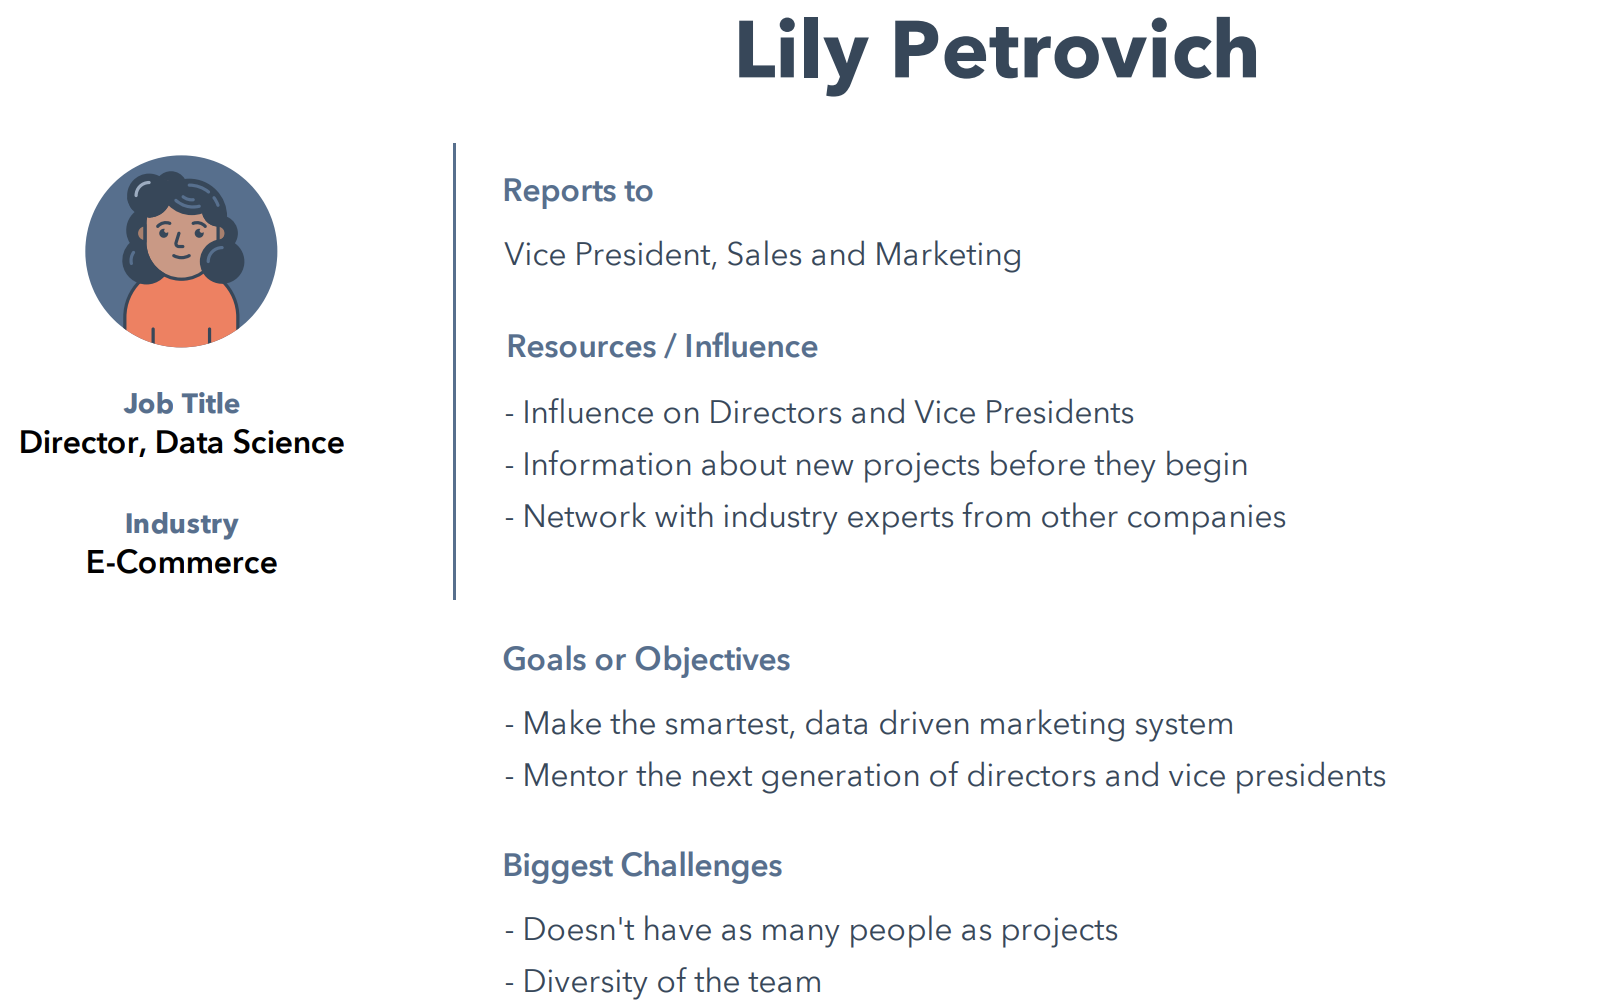 Lily Petrovich
Job Title
Director, Data Science
Industry
E-Commerce
Reports to
Vice President, Sales and Marketing
Resources / Influence
- Influence on Directors and Vice Presidents
- Information about new projects before they begin
- Network with industry experts from other companies
Goals or Objectives
- Make the smartest, data driven marketing system
- Mentor the next generation of directors and vice presidents
Biggest Challenges
- Doesn't have as many people as projects
- Diversity of the team